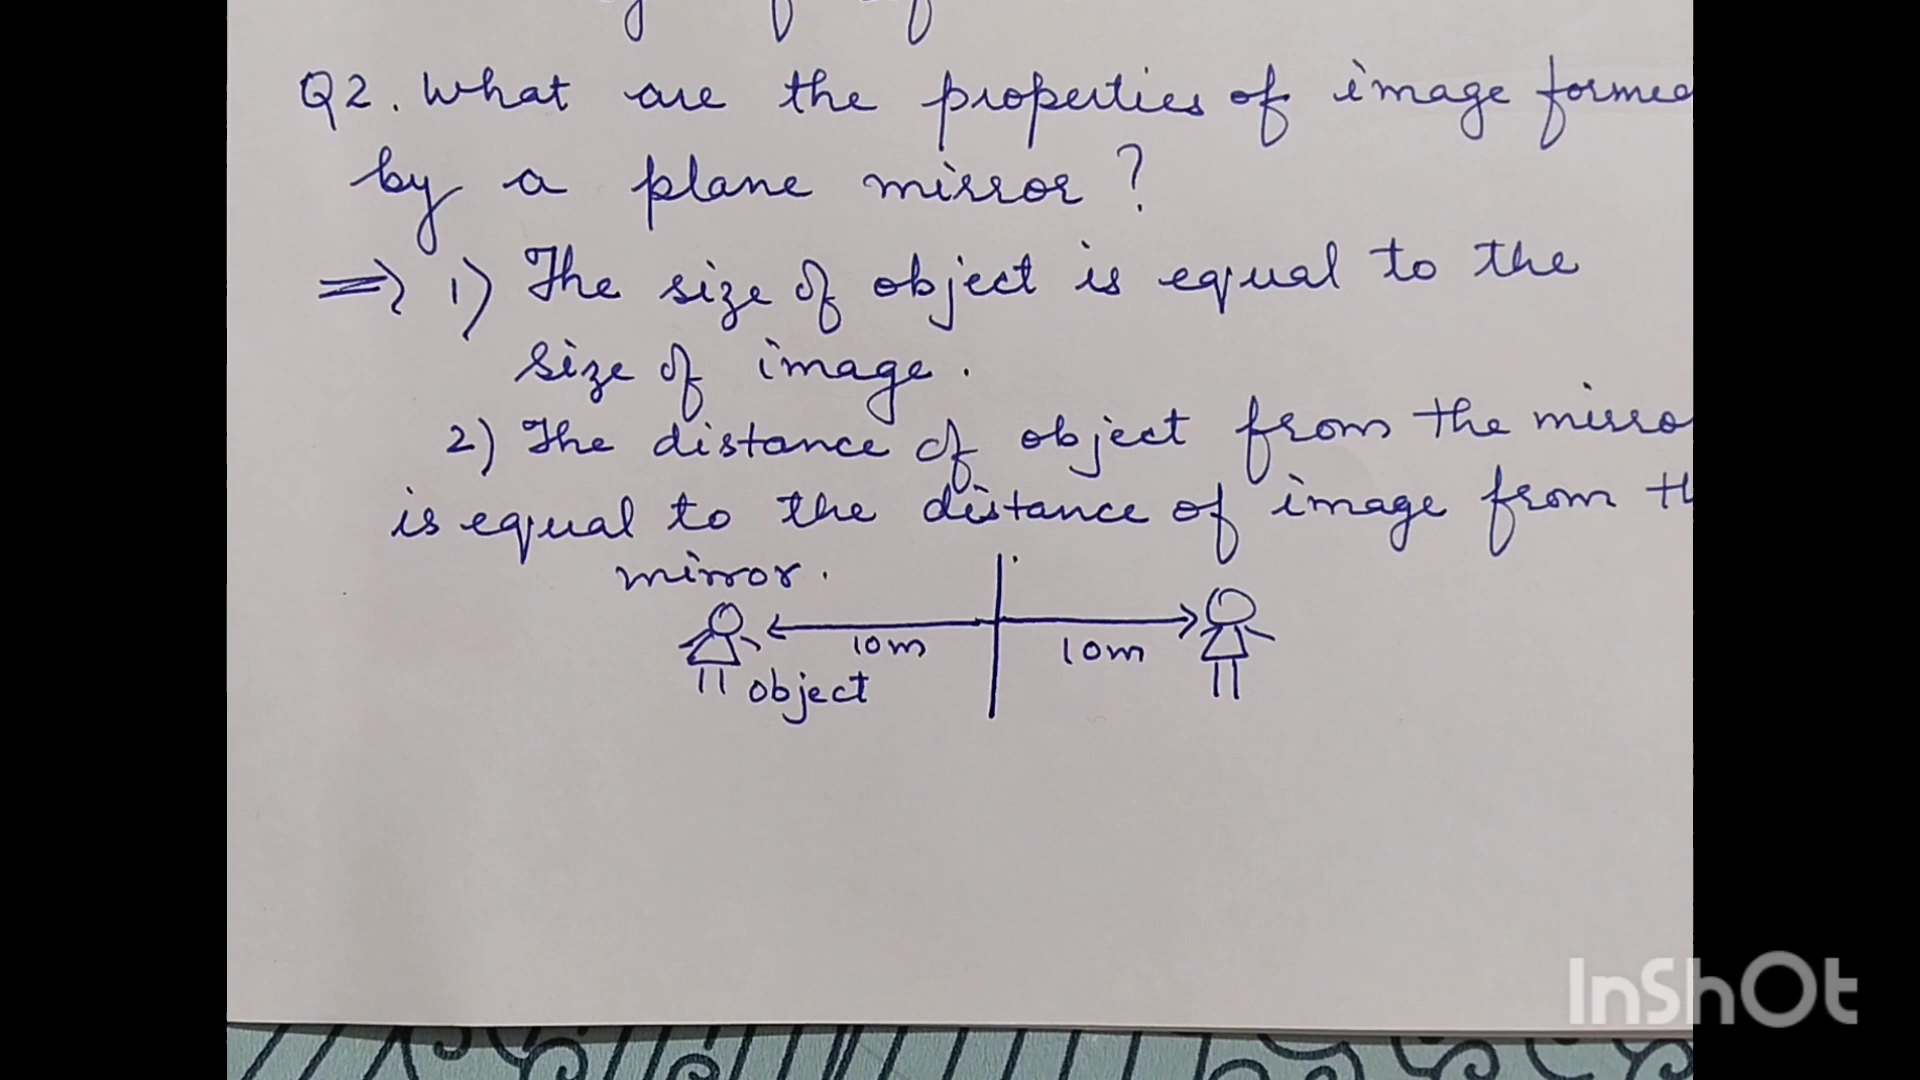 Q2. What are the properties of image formed
by a plane mirror?
⇒ 1) The size of object is equal to the
size of image.
2) The distance of object from the mirro
is equal to the distance of image from th
mirror.
10m 10m
object
InShOt